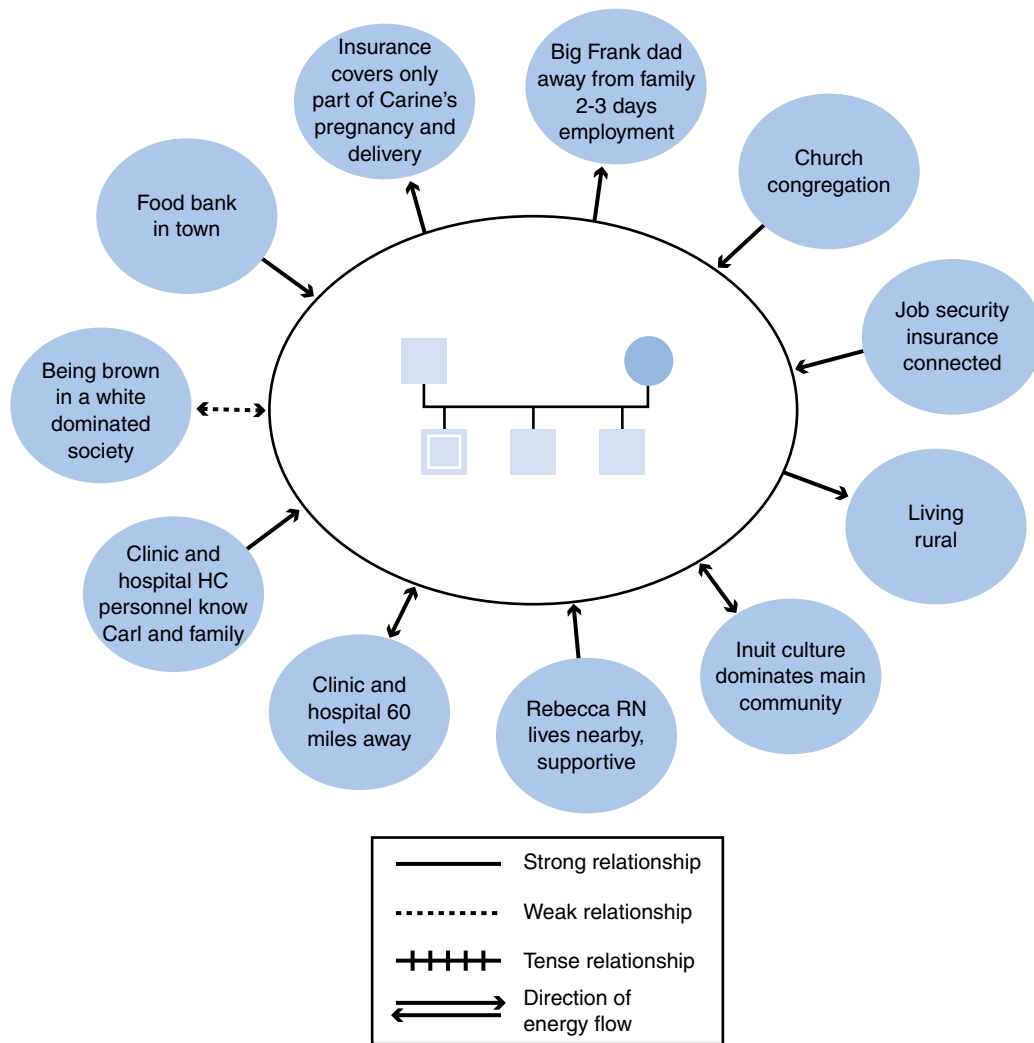 Insurance
covers only
part of Carine’s
pregnancy and
delivery
Big Frank dad
away from family
2-3 days
employment
Church
congregation
Food bank
in town
Job security
insurance
connected
Being brown
in a white
dominated
society
Living
rural
Clinic and
hospital HC
personnel know
Carl and family
Inuit culture
dominates main
community
Clinic and
hospital 60
miles away
Rebecca RN
lives nearby,
supportive
Strong relationship
Weak relationship
Tense relationship
Direction of
energy flow